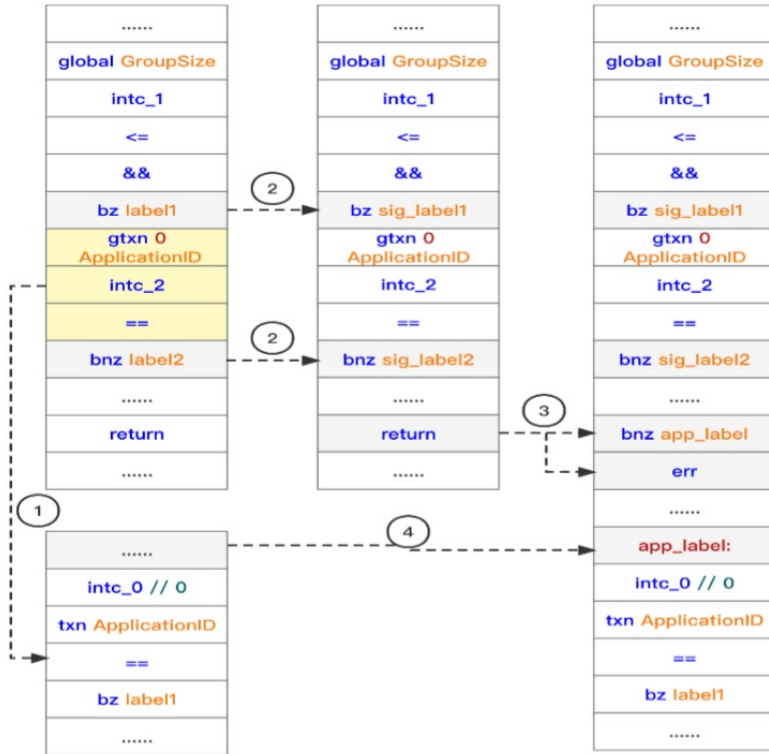 ......
global GroupSize
intc_1
<=
&&
bz label1
gtxn 0
ApplicationID
intc_2
==
bnz label2
......
return
......
1
......
intc_0 // 0
txn ApplicationID
==
bz label1
......
2
2
......
global GroupSize
intc_1
<=
&&
bz sig_label1
gtxn 0
ApplicationID
intc_2
==
bnz sig_label2
......
return
......
3
4
......
global GroupSize
intc_1
<=
&&
bz sig_label1
gtxn 0
ApplicationID
intc_2
==
bnz sig_label2
......
bnz app_label
err
......
app_label:
intc_0 // 0
txn ApplicationID
==
bz label1
......